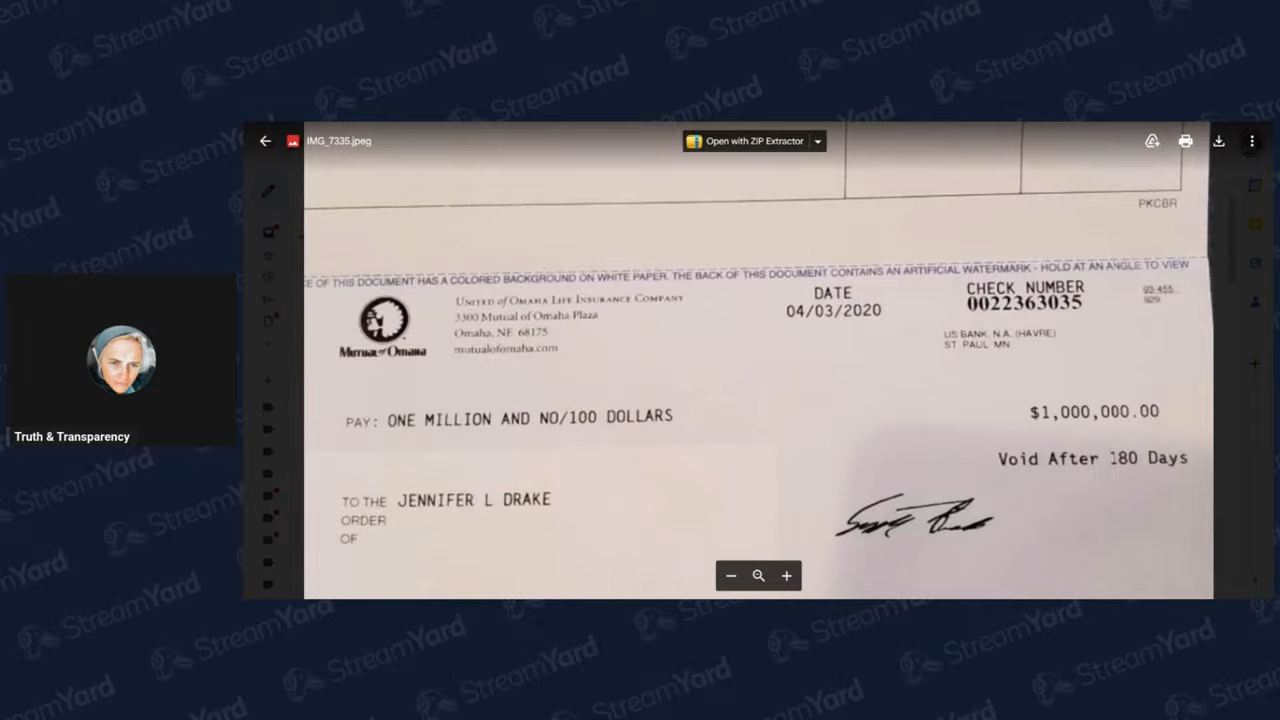 IMG_7335.jpeg
Open with ZIP Extractor
PKCBR
E OF THIS DOCUMENT HAS A COLORED BACKGROUND ON WHITE PAPER. THE BACK OF THIS DOCUMENT CONTAINS AN ARTIFICIAL WATERMARK - HOLD AT AN ANGLE TO VIEW
UNITED of OMAHA LIFE INSURANCE COMPANY
3300 Mutual of Omaha Plaza
Omaha, NE 68175
mutualofomaha.com
Mutual of Omaha
DATE
04/03/2020
CHECK NUMBER
0022363035
93-455
929
US BANK, N.A. (HAVRE)
ST. PAUL MN
PAY: ONE MILLION AND NO/100 DOLLARS
$1,000,000.00
Void After 180 Days
TO THE JENNIFER L DRAKE
ORDER
OF
Truth & Transparency
StreamYard